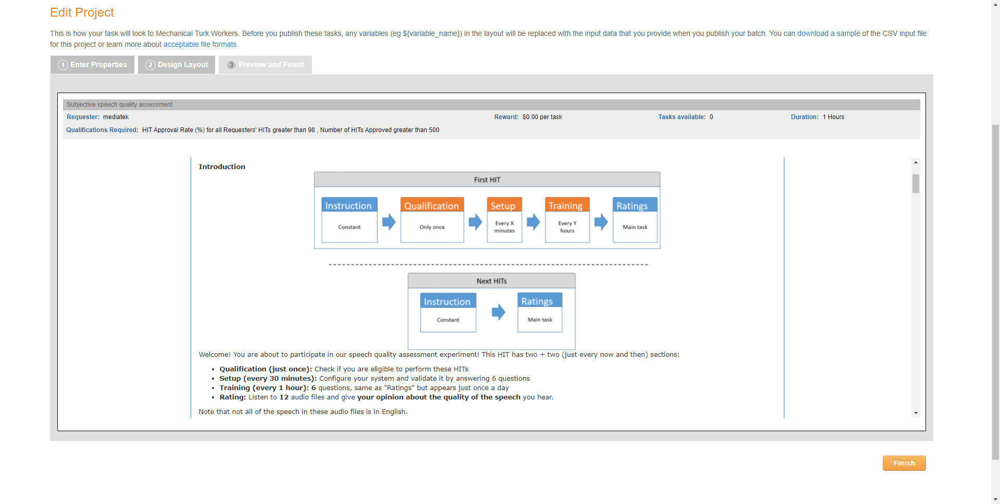 Edit Project
This is how your task will look to Mechanical Turk Workers. Before you publish these tasks, any variables (eg ${variable_name}) in the layout will be replaced with the input data that you provide when you publish your batch. You can download a sample of the CSV input file
for this project or learn more about acceptable file formats.
1 Enter Properties
2 Design Layout
3 Preview and Finish
Subjective speech quality assessment
Requester: mediatek Reward: $0.00 per task Tasks available: 0 Duration: 1 Hours
Qualifications Required: HIT Approval Rate (%) for all Requesters' HITs greater than 98 , Number of HITs Approved greater than 500
Introduction
First HIT
Instruction
Constant
Qualification
Only once
Setup
Every X
minutes
Training
Every Y
hours
Ratings
Main task
Next HITs
Instruction
Constant
Ratings
Main task
Welcome! You are about to participate in our speech quality assessment experiment! This HIT has two + two (just every now and then) sections:
• Qualification (just once): Check if you are eligible to perform these HITs
• Setup (every 30 minutes): Configure your system and validate it by answering 6 questions
• Training (every 1 hour): 6 questions, same as "Ratings" but appears just once a day
• Rating: Listen to 12 audio files and give your opinion about the quality of the speech you hear.
Note that not all of the speech in these audio files is in English.
Finish